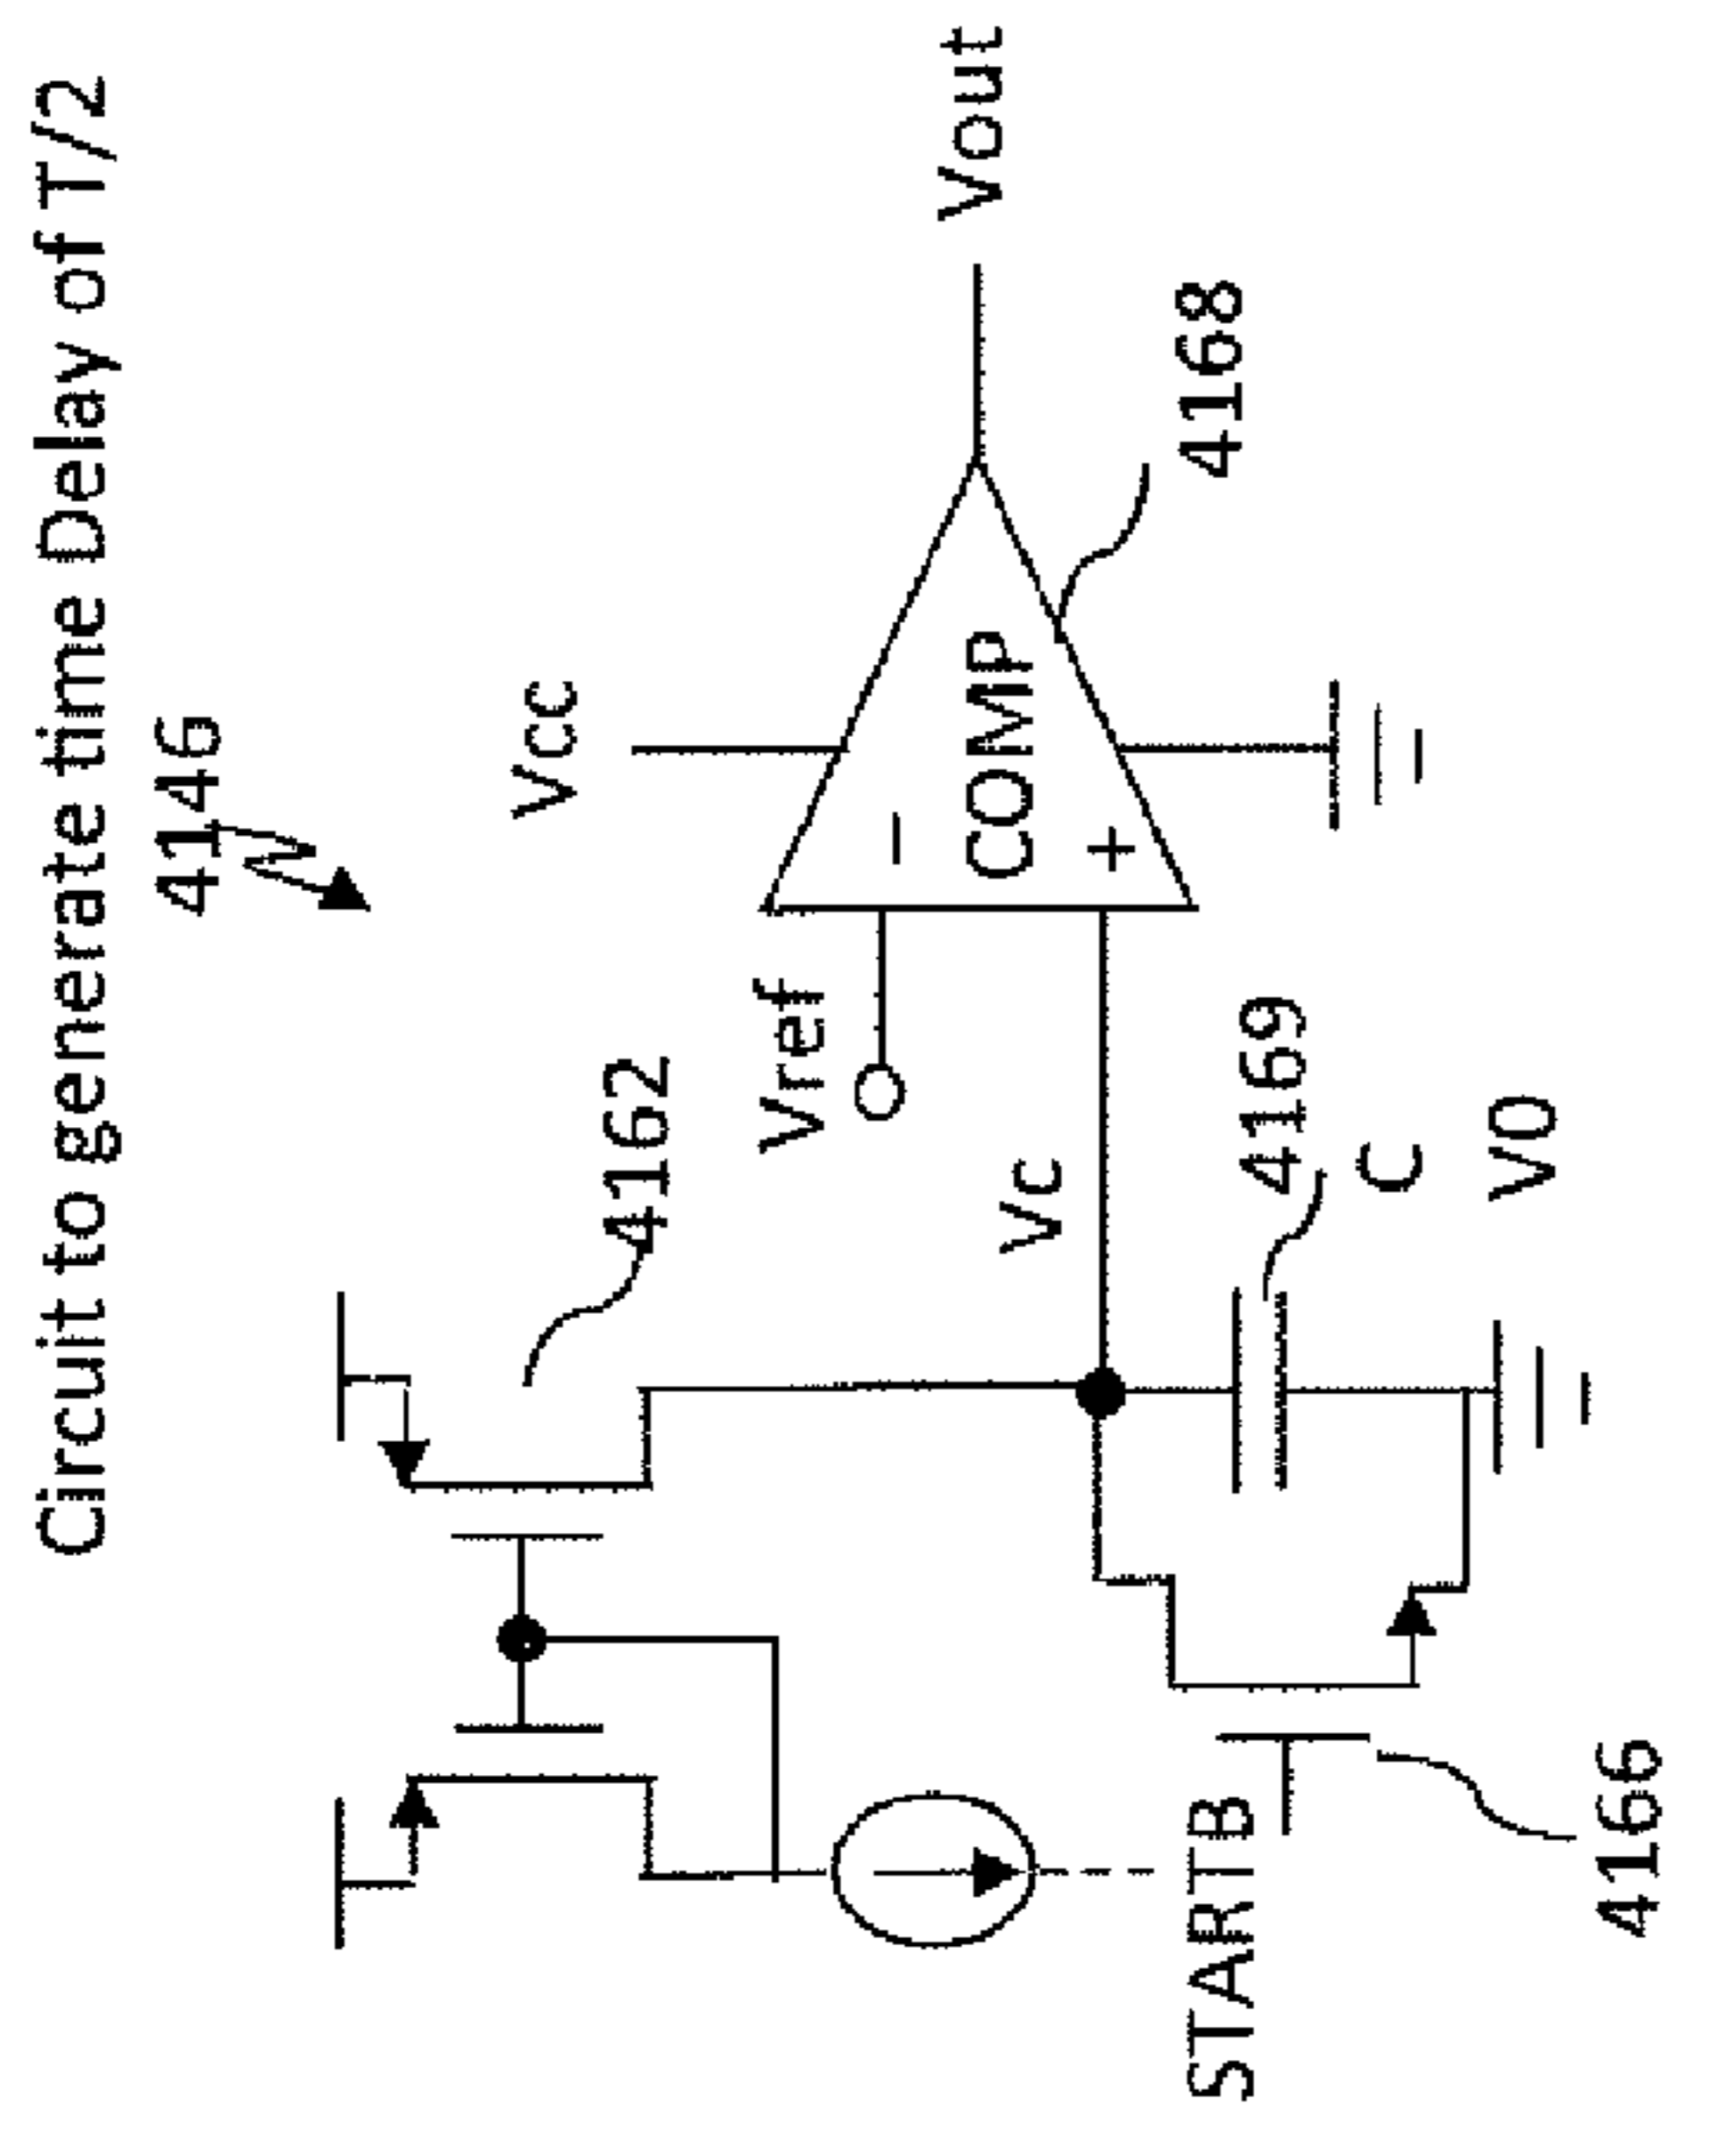 Circuit to generate time Delay of T/2
4146
Vcc
4162
Vref
Vout
COMP
−
+
4168
Vc
4169
C
V0
STARTB
4166